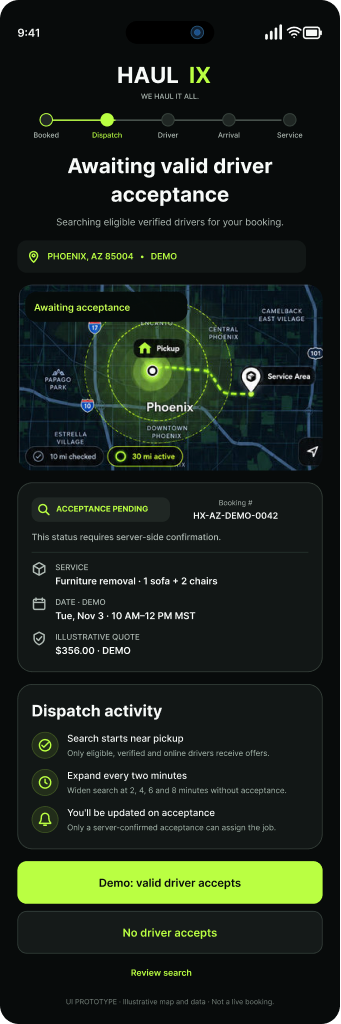 9:41
HAUL IX
WE HAUL IT ALL.
Booked Dispatch Driver Arrival Service
Awaiting valid driver
acceptance
Searching eligible verified drivers for your booking.
PHOENIX, AZ 85004 • DEMO
Awaiting acceptance
CAMELBACK
EAST VILLAGE
17
ENCANTO
CENTRAL
PHOENIX
101
Pickup
PAPAGO
PARK
Service Area
10
Phoenix
DOWNTOWN
PHOENIX
ESTRELLA
VILLAGE
10 mi checked
30 mi active
ACCEPTANCE PENDING
Booking #
HX-AZ-DEMO-0042
This status requires server-side confirmation.
SERVICE
Furniture removal · 1 sofa + 2 chairs
DATE · DEMO
Tue, Nov 3 · 10 AM–12 PM MST
ILLUSTRATIVE QUOTE
$356.00 · DEMO
Dispatch activity
Search starts near pickup
Only eligible, verified and online drivers receive offers.
Expand every two minutes
Widen search at 2, 4, 6 and 8 minutes without acceptance.
You'll be updated on acceptance
Only a server-confirmed acceptance can assign the job.
Demo: valid driver accepts
No driver accepts
Review search
UI PROTOTYPE · Illustrative map and data · Not a live booking.